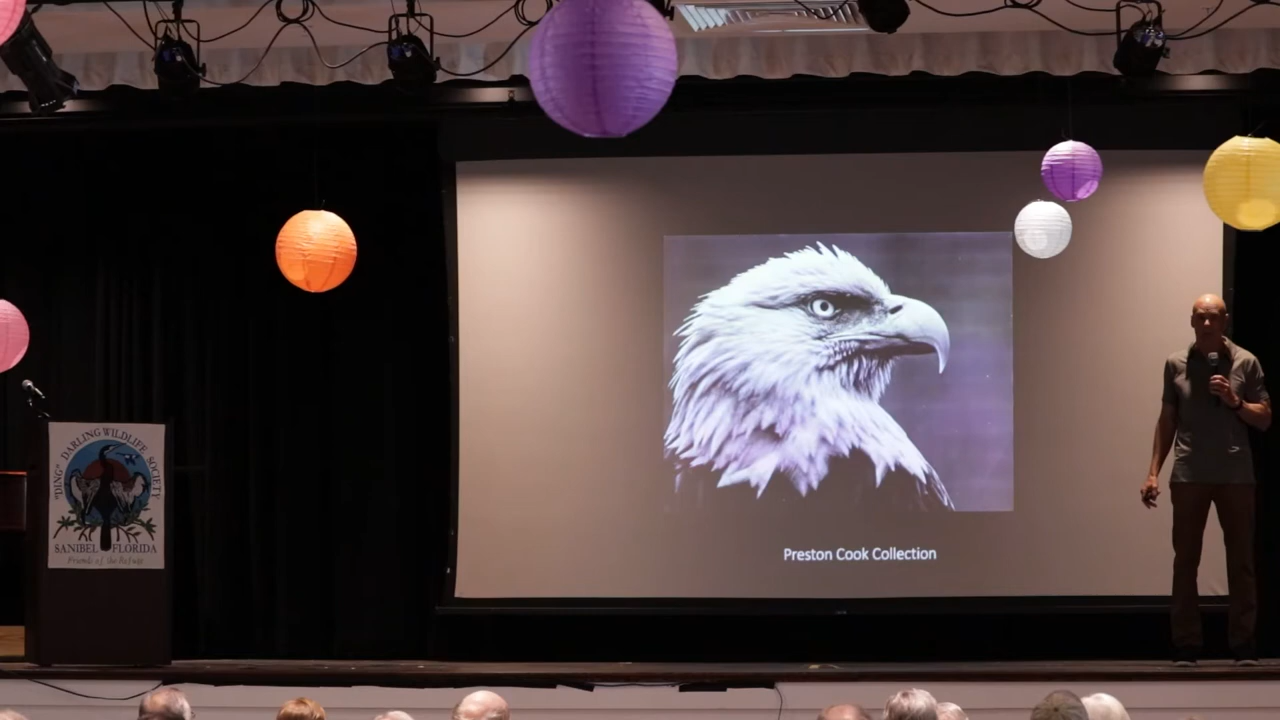 "DING" DARLING WILDLIFE SOCIETY
SANIBEL FLORIDA
Friends of the Refuge
Preston Cook Collection